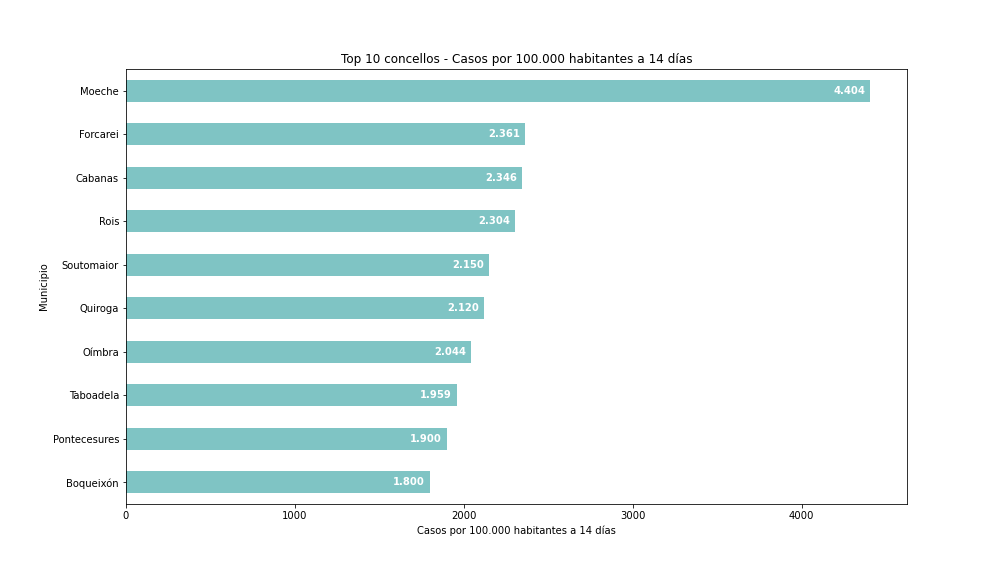 Top 10 concellos - Casos por 100.000 habitantes a 14 días
Municipio
Moeche 4.404
Forcarei 2.361
Cabanas 2.346
Rois 2.304
Soutomaior 2.150
Quiroga 2.120
Oímbra 2.044
Taboadela 1.959
Pontecesures 1.900
Boqueixón 1.800
0 1000 2000 3000 4000
Casos por 100.000 habitantes a 14 días